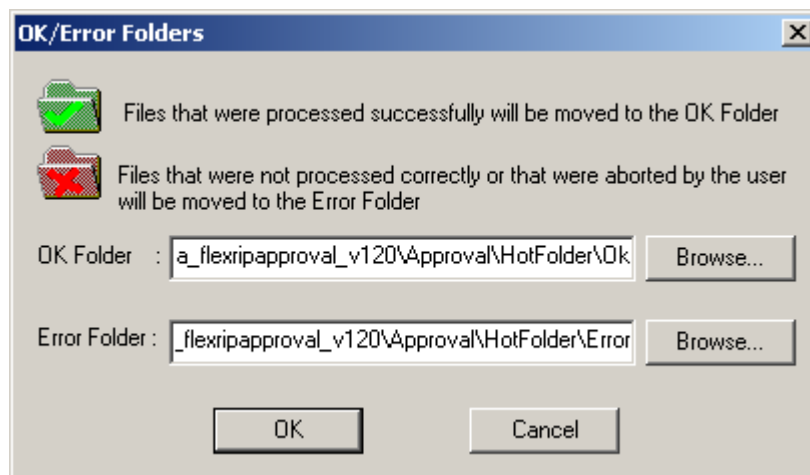 OK/Error Folders
Files that were processed successfully will be moved to the OK Folder
Files that were not processed correctly or that were aborted by the user
will be moved to the Error Folder
OK Folder : a_flexripapproval_v120\Approval\HotFolder\Ok Browse...
Error Folder : _flexripapproval_v120\Approval\HotFolder\Error Browse...
OK Cancel